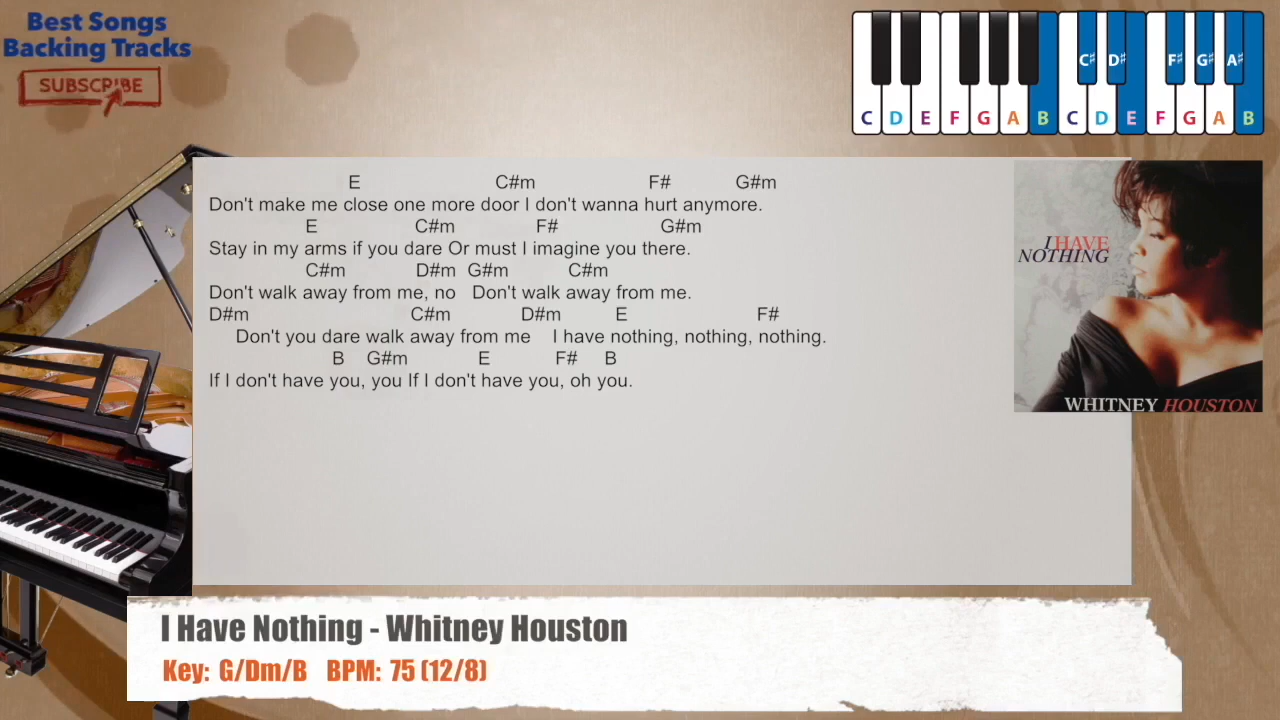 Best Songs
Backing Tracks
SUBSCRIBE
C♯ D♯ F♯ G♯ A♯
C D E F G A B C D E F G A B
E C#m F# G#m
Don't make me close one more door I don't wanna hurt anymore.
E C#m F# G#m
Stay in my arms if you dare Or must I imagine you there.
C#m D#m G#m C#m
Don't walk away from me, no Don't walk away from me.
D#m C#m D#m E F#
Don't you dare walk away from me I have nothing, nothing, nothing.
B G#m E F# B
If I don't have you, you If I don't have you, oh you.
I HAVE
NOTHING
WHITNEY HOUSTON
I Have Nothing - Whitney Houston
Key: G/Dm/B BPM: 75 (12/8)